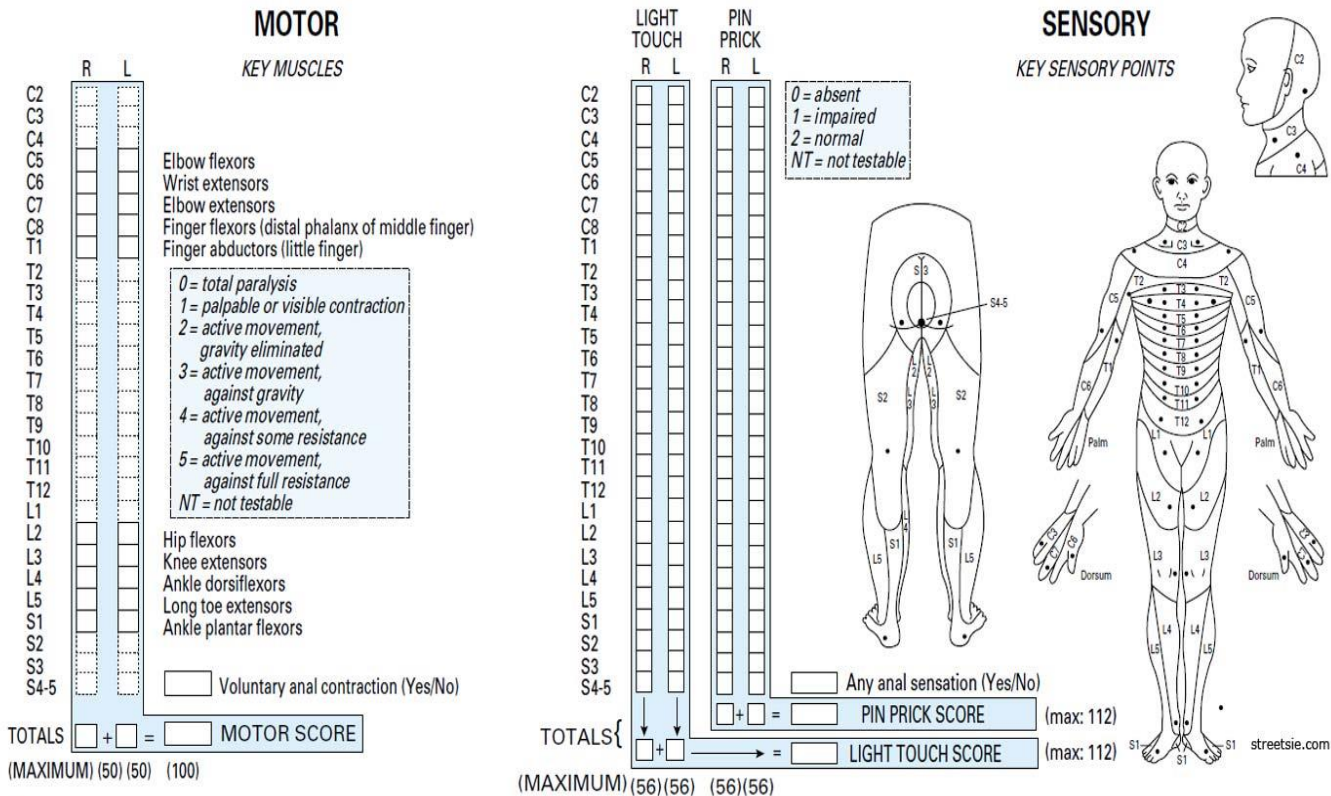 MOTOR
KEY MUSCLES
R L
C2
C3
C4
C5 Elbow flexors
C6 Wrist extensors
C7 Elbow extensors
C8 Finger flexors (distal phalanx of middle finger)
T1 Finger abductors (little finger)
T2
T3
T4
T5
T6
T7
T8
T9
T10
T11
T12
L1
L2 Hip flexors
L3 Knee extensors
L4 Ankle dorsiflexors
L5 Long toe extensors
S1 Ankle plantar flexors
S2
S3
S4-5
0 = total paralysis
1 = palpable or visible contraction
2 = active movement,
gravity eliminated
3 = active movement,
against gravity
4 = active movement,
against some resistance
5 = active movement,
against full resistance
NT = not testable
Voluntary anal contraction (Yes/No)
TOTALS + = MOTOR SCORE
(MAXIMUM) (50) (50) (100)
LIGHT
TOUCH
R L
PIN
PRICK
R L
SENSORY
KEY SENSORY POINTS
C2
C3
C4
C5
C6
C7
C8
T1
T2
T3
T4
T5
T6
T7
T8
T9
T10
T11
T12
L1
L2
L3
L4
L5
S1
S2
S3
S4-5
0 = absent
1 = impaired
2 = normal
NT = not testable
Any anal sensation (Yes/No)
+ = PIN PRICK SCORE (max: 112)
TOTALS { + = LIGHT TOUCH SCORE (max: 112)
(MAXIMUM) (56) (56) (56) (56)
S 3
S4-5
L2 L2
L3 L3
S2 S2
L4
S1 S1
L5 L5
C2
C3
C4
C2
C3
C4
T2 T2
C5 C5
T3
T4
T5
T6
T7
T8
T9
T10
T11
T12
T1 T1
C6 C6
L1 L1
Palm Palm
L2 L2
C3 C3
C7 C6 C7
Dorsum Dorsum
L3 L3
L4 L4
L5 L5
S1 S1
S1
streetsie.com